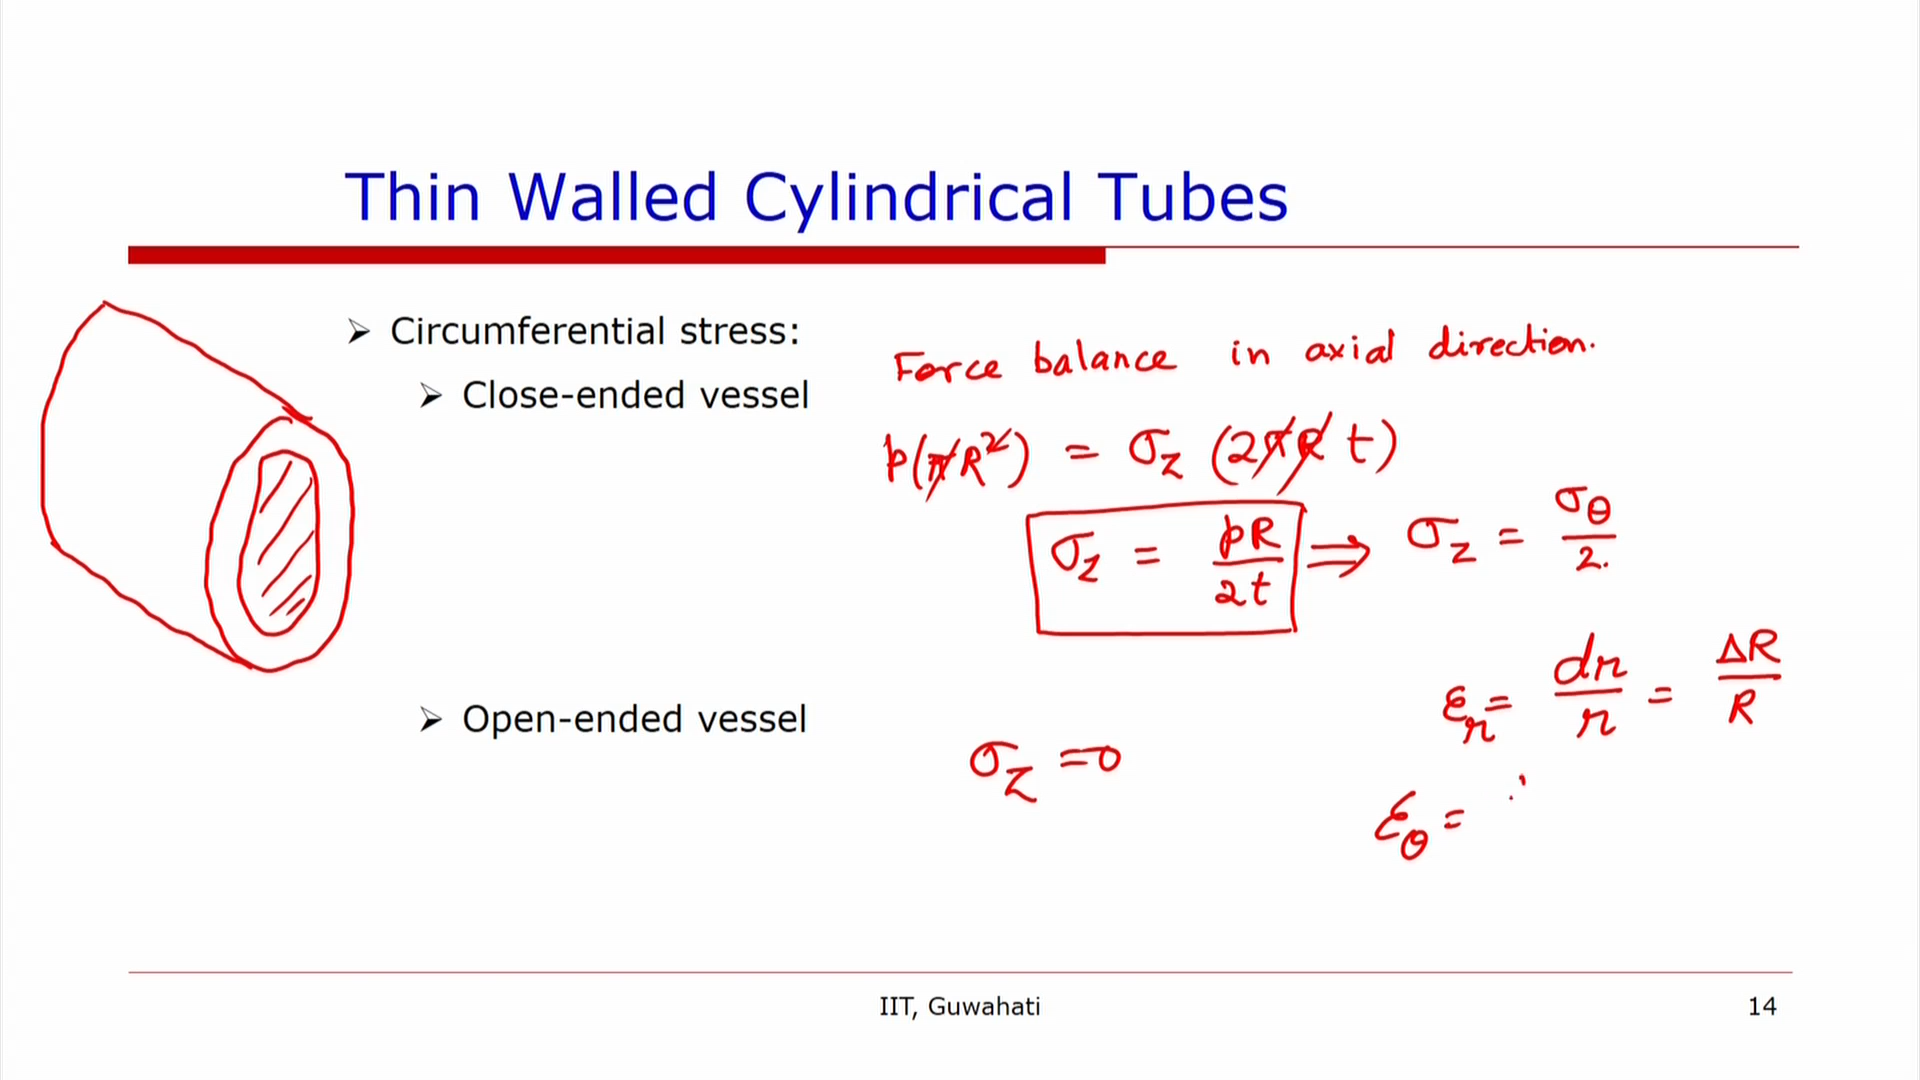 Thin Walled Cylindrical Tubes
➢ Circumferential stress:
➢ Close-ended vessel
Force balance in axial direction.
p(πR²) = σz (2πR t)
σz = pR/2t ⇒ σz = σθ/2.
εr = dr/r = ΔR/R
➢ Open-ended vessel
σz = 0
εθ =
IIT, Guwahati
14